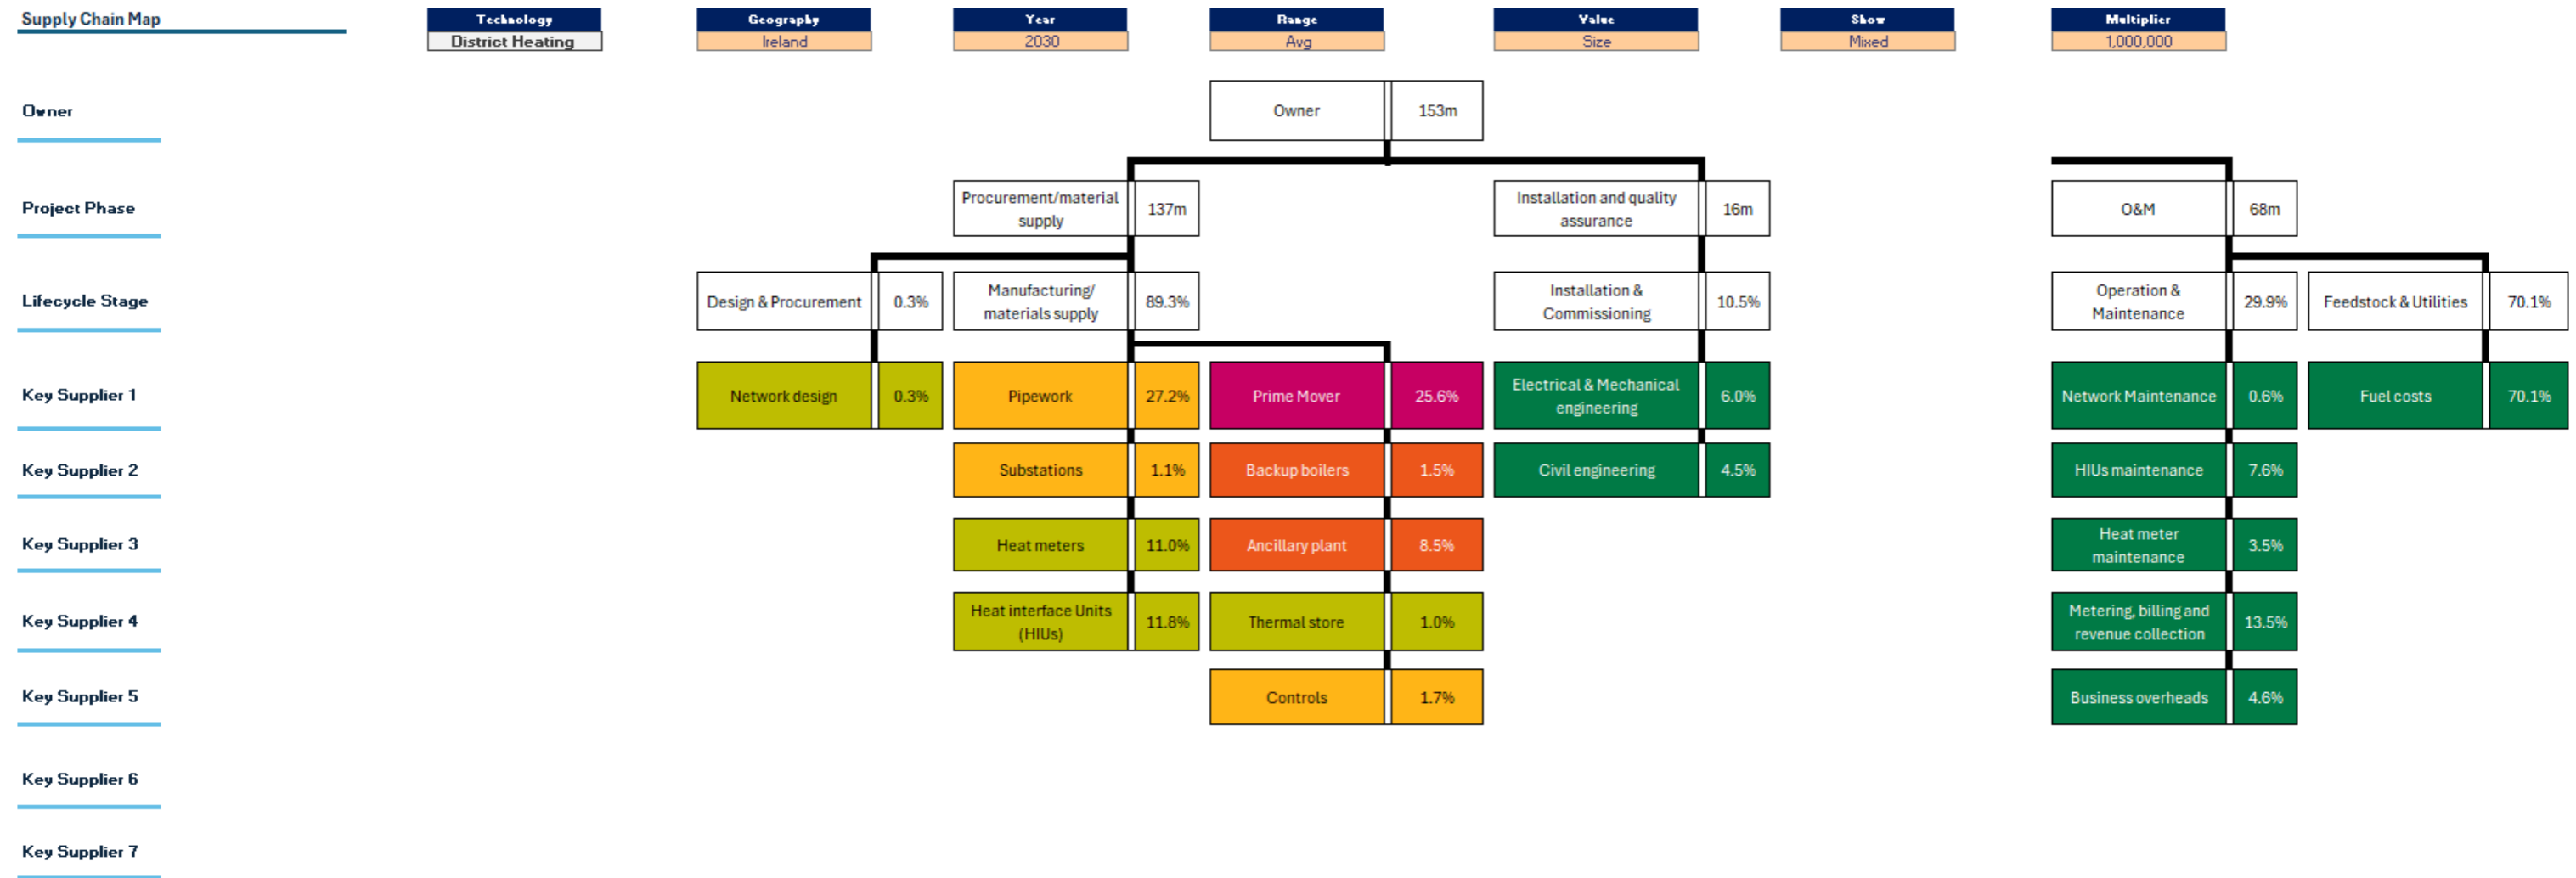 Supply Chain Map
Technology
District Heating
Geography
Ireland
Year
2030
Range
Avg
Value
Size
Show
Mixed
Multiplier
1,000,000
Owner
Owner
153m
Project Phase
Procurement/material
supply
137m
Installation and quality
assurance
16m
O&M
68m
Lifecycle Stage
Design & Procurement
0.3%
Manufacturing/
materials supply
89.3%
Installation &
Commissioning
10.5%
Operation &
Maintenance
29.9%
Feedstock & Utilities
70.1%
Key Supplier 1
Network design
0.3%
Pipework
27.2%
Prime Mover
25.6%
Electrical & Mechanical
engineering
6.0%
Network Maintenance
0.6%
Fuel costs
70.1%
Key Supplier 2
Substations
1.1%
Backup boilers
1.5%
Civil engineering
4.5%
HIUs maintenance
7.6%
Key Supplier 3
Heat meters
11.0%
Ancillary plant
8.5%
Heat meter
maintenance
3.5%
Key Supplier 4
Heat interface Units
(HIUs)
11.8%
Thermal store
1.0%
Metering, billing and
revenue collection
13.5%
Key Supplier 5
Controls
1.7%
Business overheads
4.6%
Key Supplier 6
Key Supplier 7